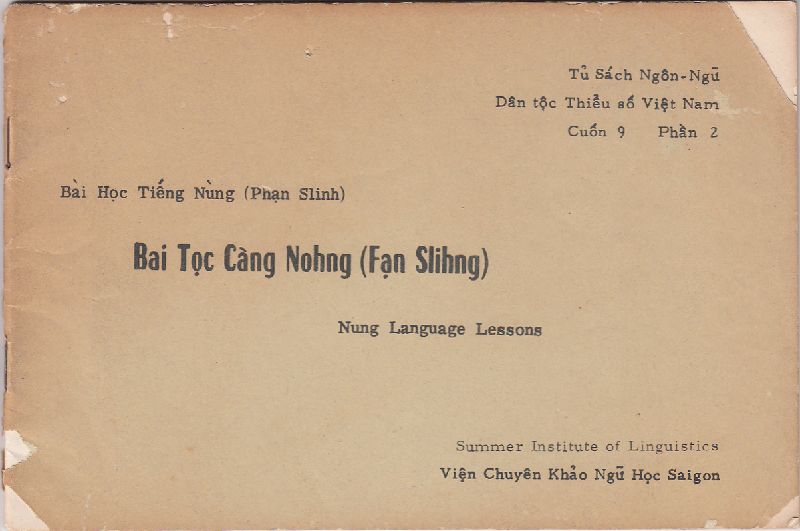 Tủ Sách Ngôn-Ngữ
Dân tộc Thiểu số Việt Nam
Cuốn 9 Phần 2
Bài Học Tiếng Nùng (Phạn Slinh)
Bai Tọc Càng Nohng (Fạn Slihng)
Nung Language Lessons
Summer Institute of Linguistics
Viện Chuyên Khảo Ngữ Học Saigon